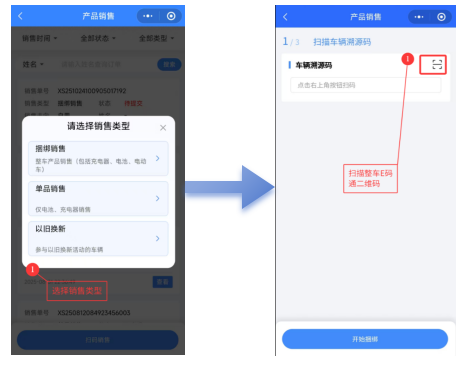 产品销售
销售时间
全部状态
全部类型
姓名
销售单号 XS25102410090501792
销售类型 捆绑销售 状态 待提交
请选择销售类型
捆绑销售
整车产品销售（包括充电器、电池、电动车）
单品销售
仅电池、充电器销售
以旧换新
参与以旧换新活动的车辆
1
选择销售类型
查看
销售单号 XS250812084923456003
扫码销售
产品销售
1 / 3 扫描车辆溯源码
1
车辆溯源码
点击右上角按钮扫码
扫描整车E码
通二维码
开始捆绑